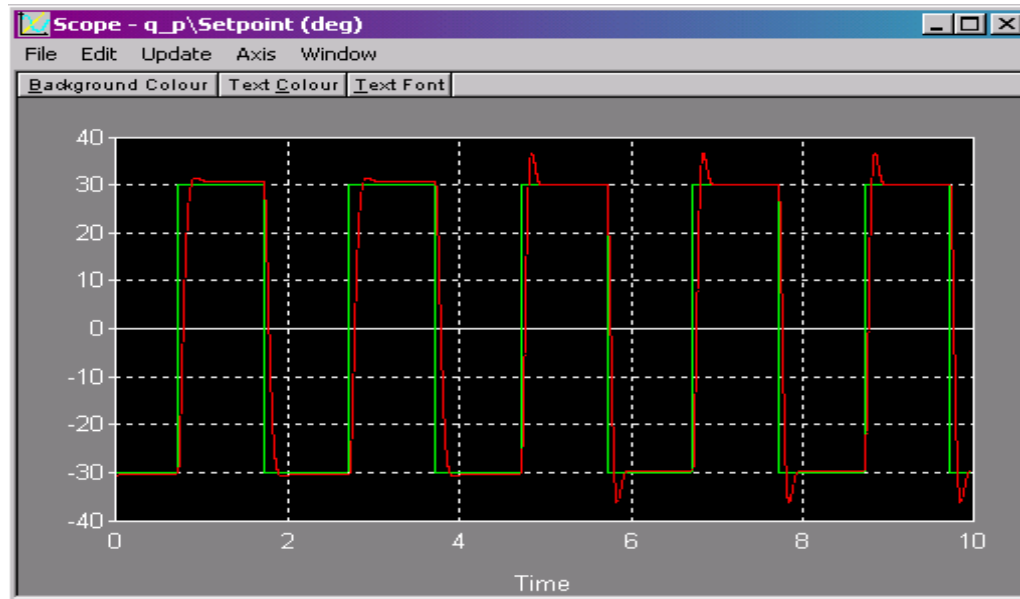 Scope - q_p\Setpoint (deg)
File Edit Update Axis Window
Background Colour Text Colour Text Font
40
30
20
10
0
-10
-20
-30
-40
0 2 4 6 8 10
Time